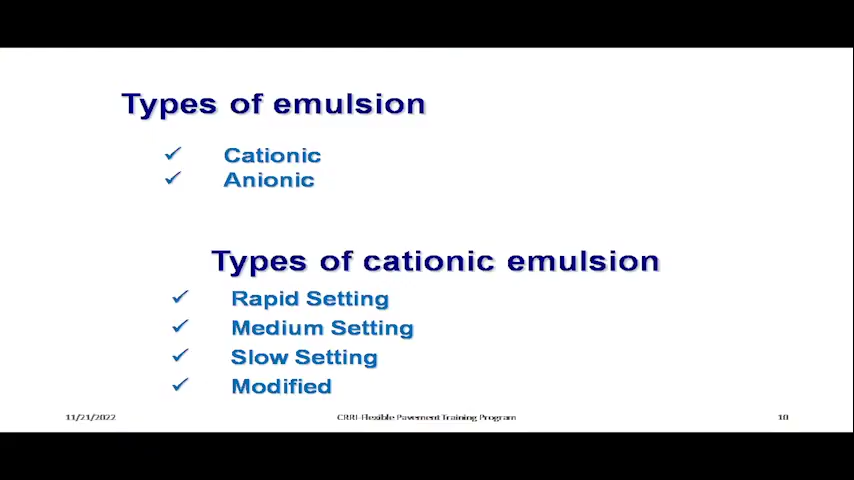 Types of emulsion
✓ Cationic
✓ Anionic
Types of cationic emulsion
✓ Rapid Setting
✓ Medium Setting
✓ Slow Setting
✓ Modified
11/21/2022 CRRI-Flexible Pavement Training Program 10